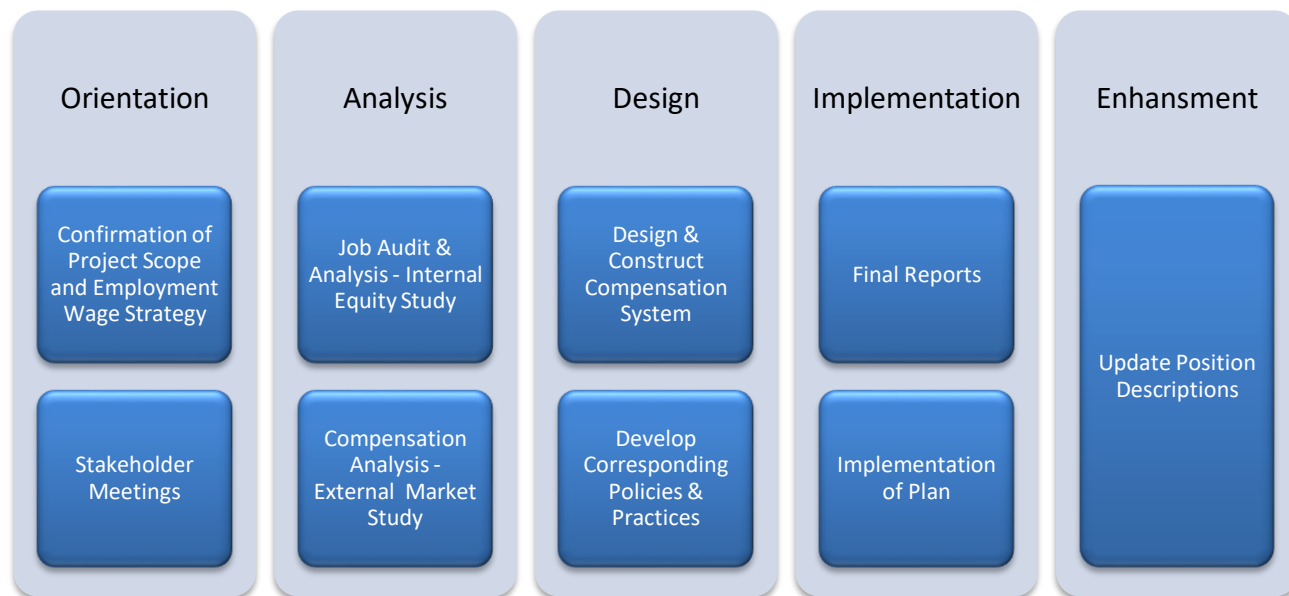 Orientation
Confirmation of
Project Scope
and Employment
Wage Strategy
Stakeholder
Meetings
Analysis
Job Audit &
Analysis - Internal
Equity Study
Compensation
Analysis -
External  Market
Study
Design
Design &
Construct
Compensation
System
Develop
Corresponding
Policies &
Practices
Implementation
Final Reports
Implementation
of Plan
Enhansment
Update Position
Descriptions